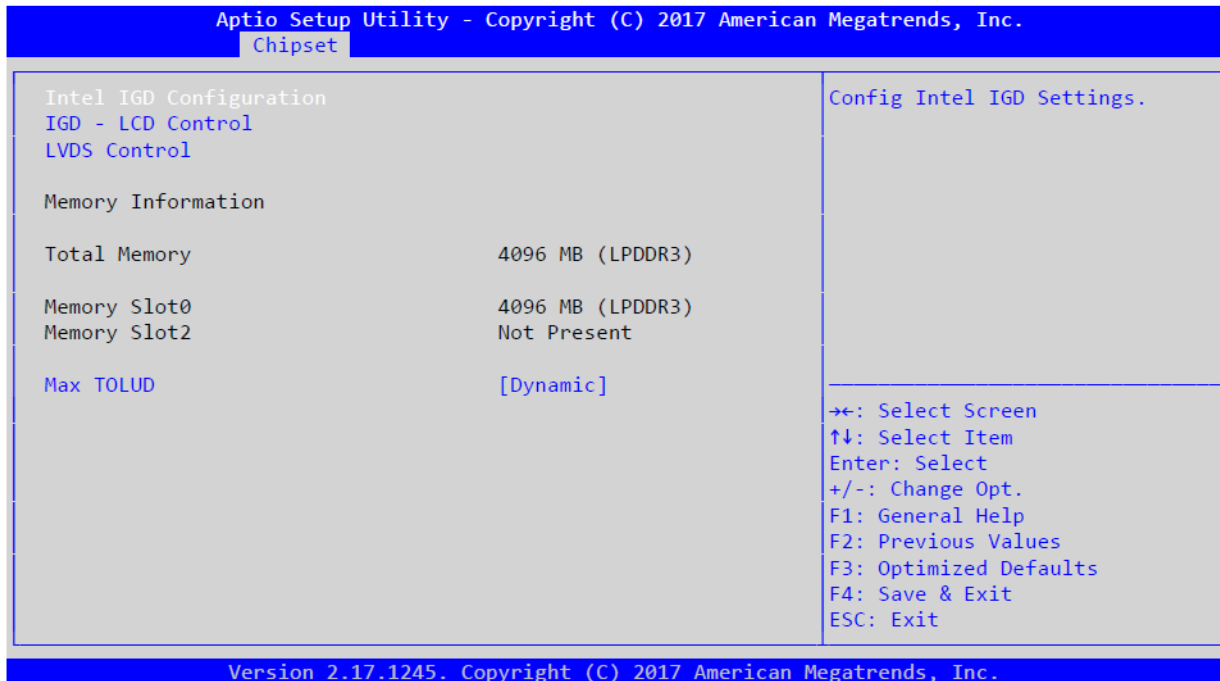 Aptio Setup Utility - Copyright (C) 2017 American Megatrends, Inc.
Chipset
Intel IGD Configuration
IGD - LCD Control
LVDS Control
Memory Information
Total Memory 4096 MB (LPDDR3)
Memory Slot0 4096 MB (LPDDR3)
Memory Slot2 Not Present
Max TOLUD [Dynamic]
Config Intel IGD Settings.
→←: Select Screen
↑↓: Select Item
Enter: Select
+/-: Change Opt.
F1: General Help
F2: Previous Values
F3: Optimized Defaults
F4: Save & Exit
ESC: Exit
Version 2.17.1245. Copyright (C) 2017 American Megatrends, Inc.